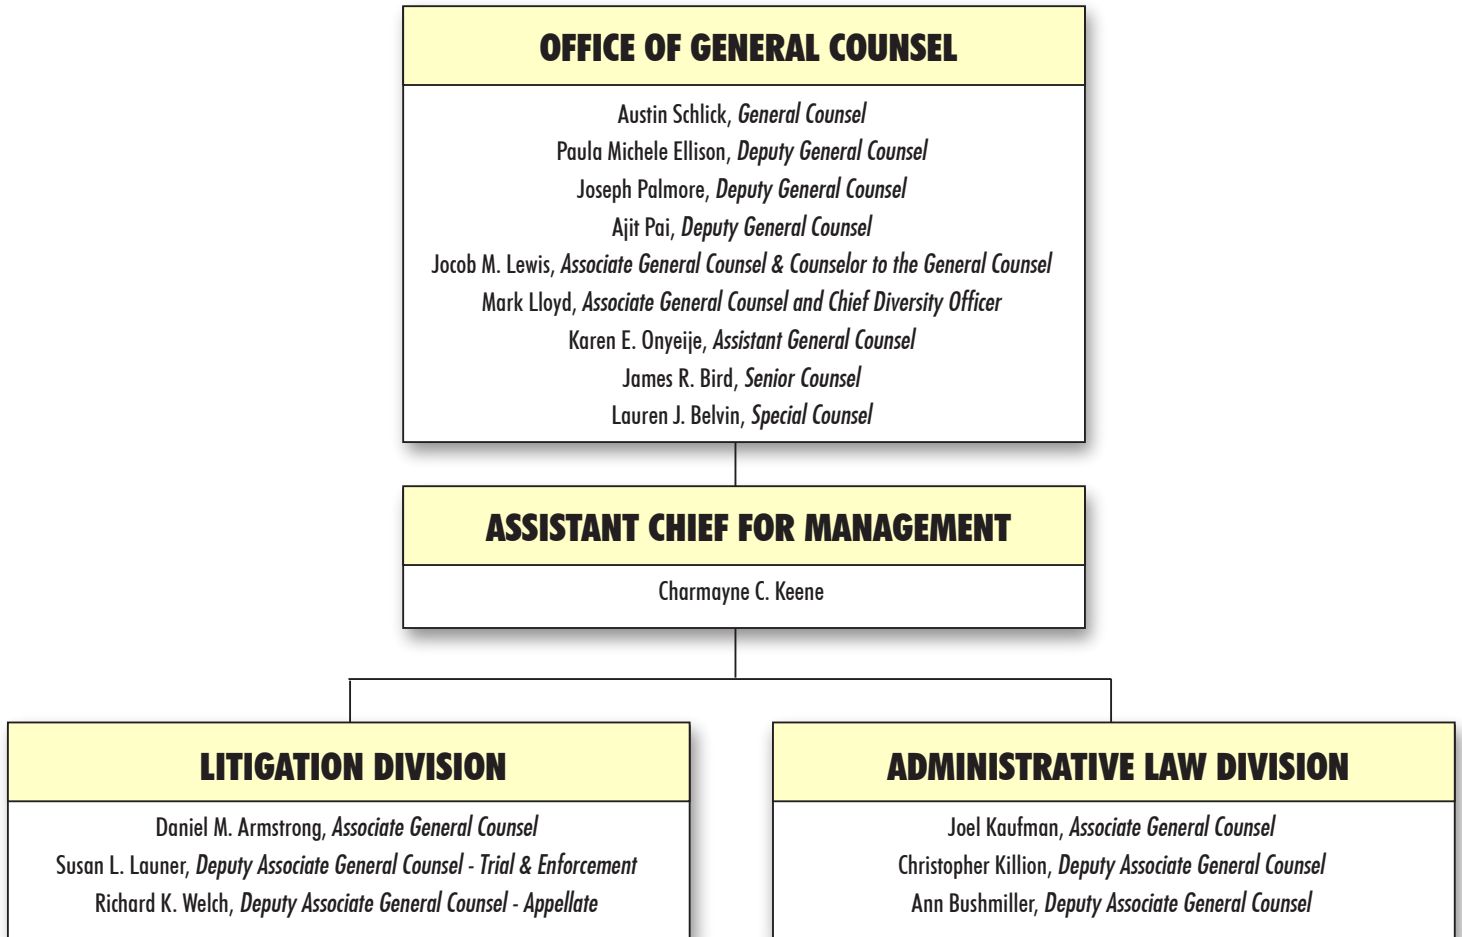 OFFICE OF GENERAL COUNSEL
Austin Schlick, General Counsel
Paula Michele Ellison, Deputy General Counsel
Joseph Palmore, Deputy General Counsel
Ajit Pai, Deputy General Counsel
Jocob M. Lewis, Associate General Counsel & Counselor to the General Counsel
Mark Lloyd, Associate General Counsel and Chief Diversity Officer
Karen E. Onyeije, Assistant General Counsel
James R. Bird, Senior Counsel
Lauren J. Belvin, Special Counsel
ASSISTANT CHIEF FOR MANAGEMENT
Charmayne C. Keene
LITIGATION DIVISION
Daniel M. Armstrong, Associate General Counsel
Susan L. Launer, Deputy Associate General Counsel - Trial & Enforcement
Richard K. Welch, Deputy Associate General Counsel - Appellate
ADMINISTRATIVE LAW DIVISION
Joel Kaufman, Associate General Counsel
Christopher Killion, Deputy Associate General Counsel
Ann Bushmiller, Deputy Associate General Counsel